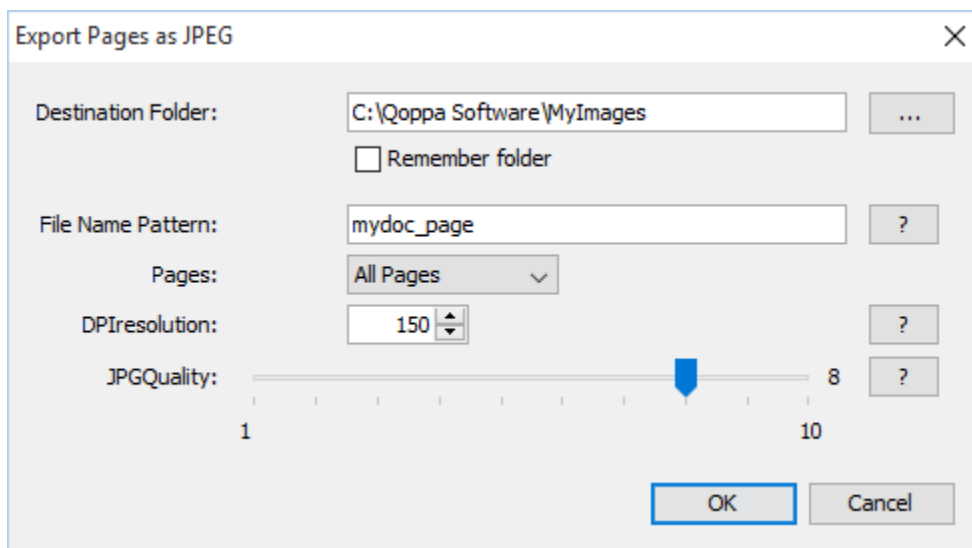 Export Pages as JPEG
Destination Folder: C:\Qoppa Software\MyImages ...
Remember folder
File Name Pattern: mydoc_page ?
Pages: All Pages
DPIresolution: 150 ?
JPGQuality: 8 ?
1 10
OK Cancel